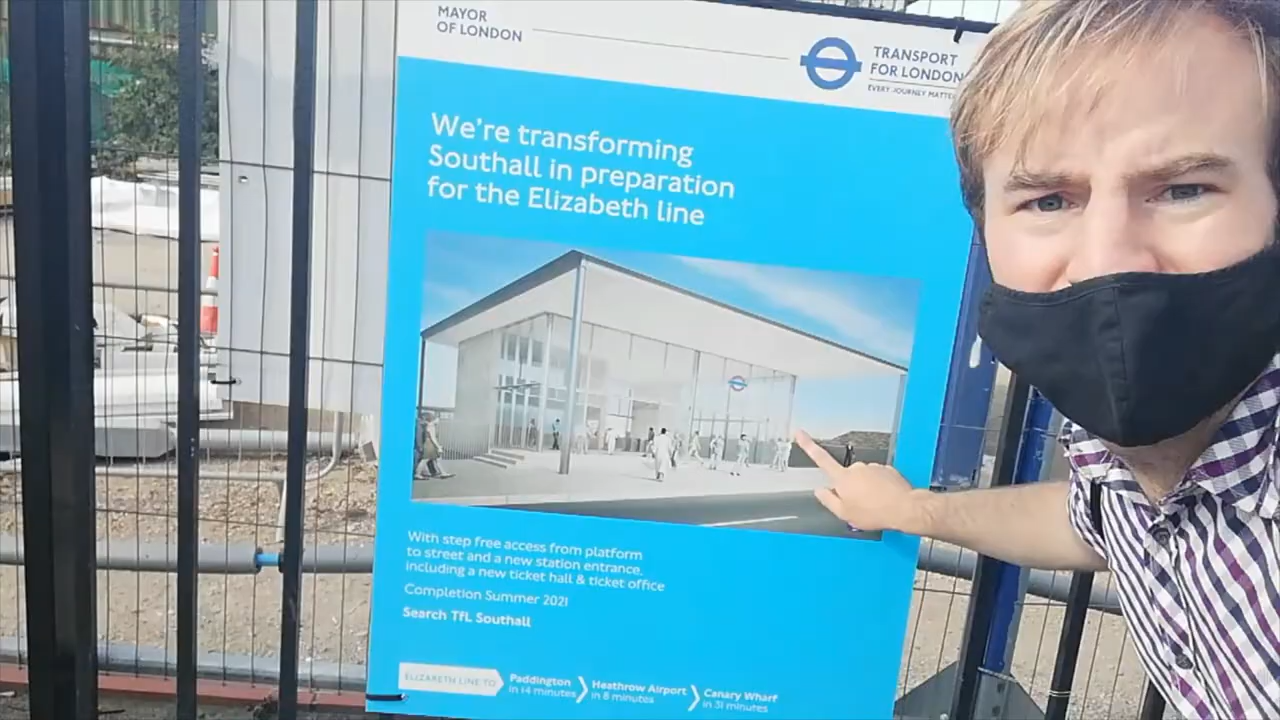 MAYOR
OF LONDON
TRANSPORT
FOR LONDON
EVERY JOURNEY
We're transforming
Southall in preparation
for the Elizabeth line
With step free access from platform
to street and a new station entrance,
including a new ticket hall & ticket office
Completion Summer 2021
Search TFL Southall
ELIZABETH LINE TO
Paddington
in 14 minutes
Heathrow Airport
in 8 minutes
Canary Wharf
in 31 minutes